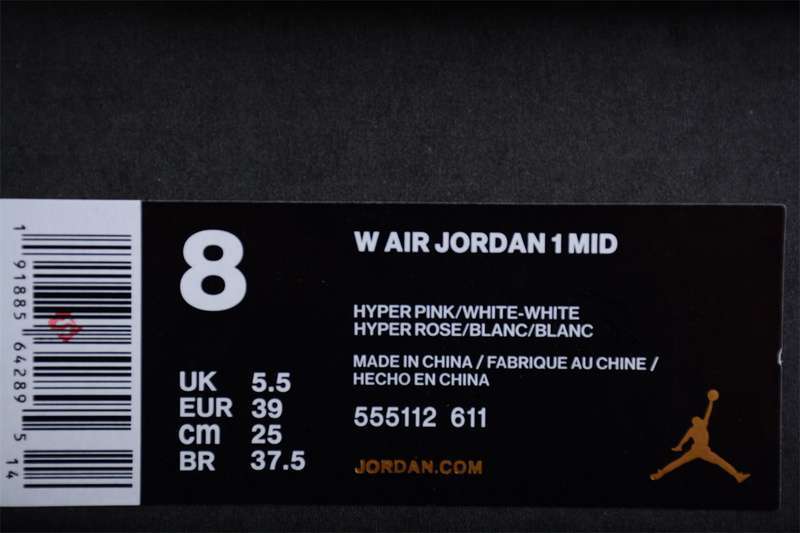 1 91885 64289 5 14
8
W AIR JORDAN 1 MID
HYPER PINK/WHITE-WHITE
HYPER ROSE/BLANC/BLANC
MADE IN CHINA / FABRIQUE AU CHINE /
HECHO EN CHINA
UK 5.5
EUR 39
cm 25
BR 37.5
555112 611
JORDAN.COM